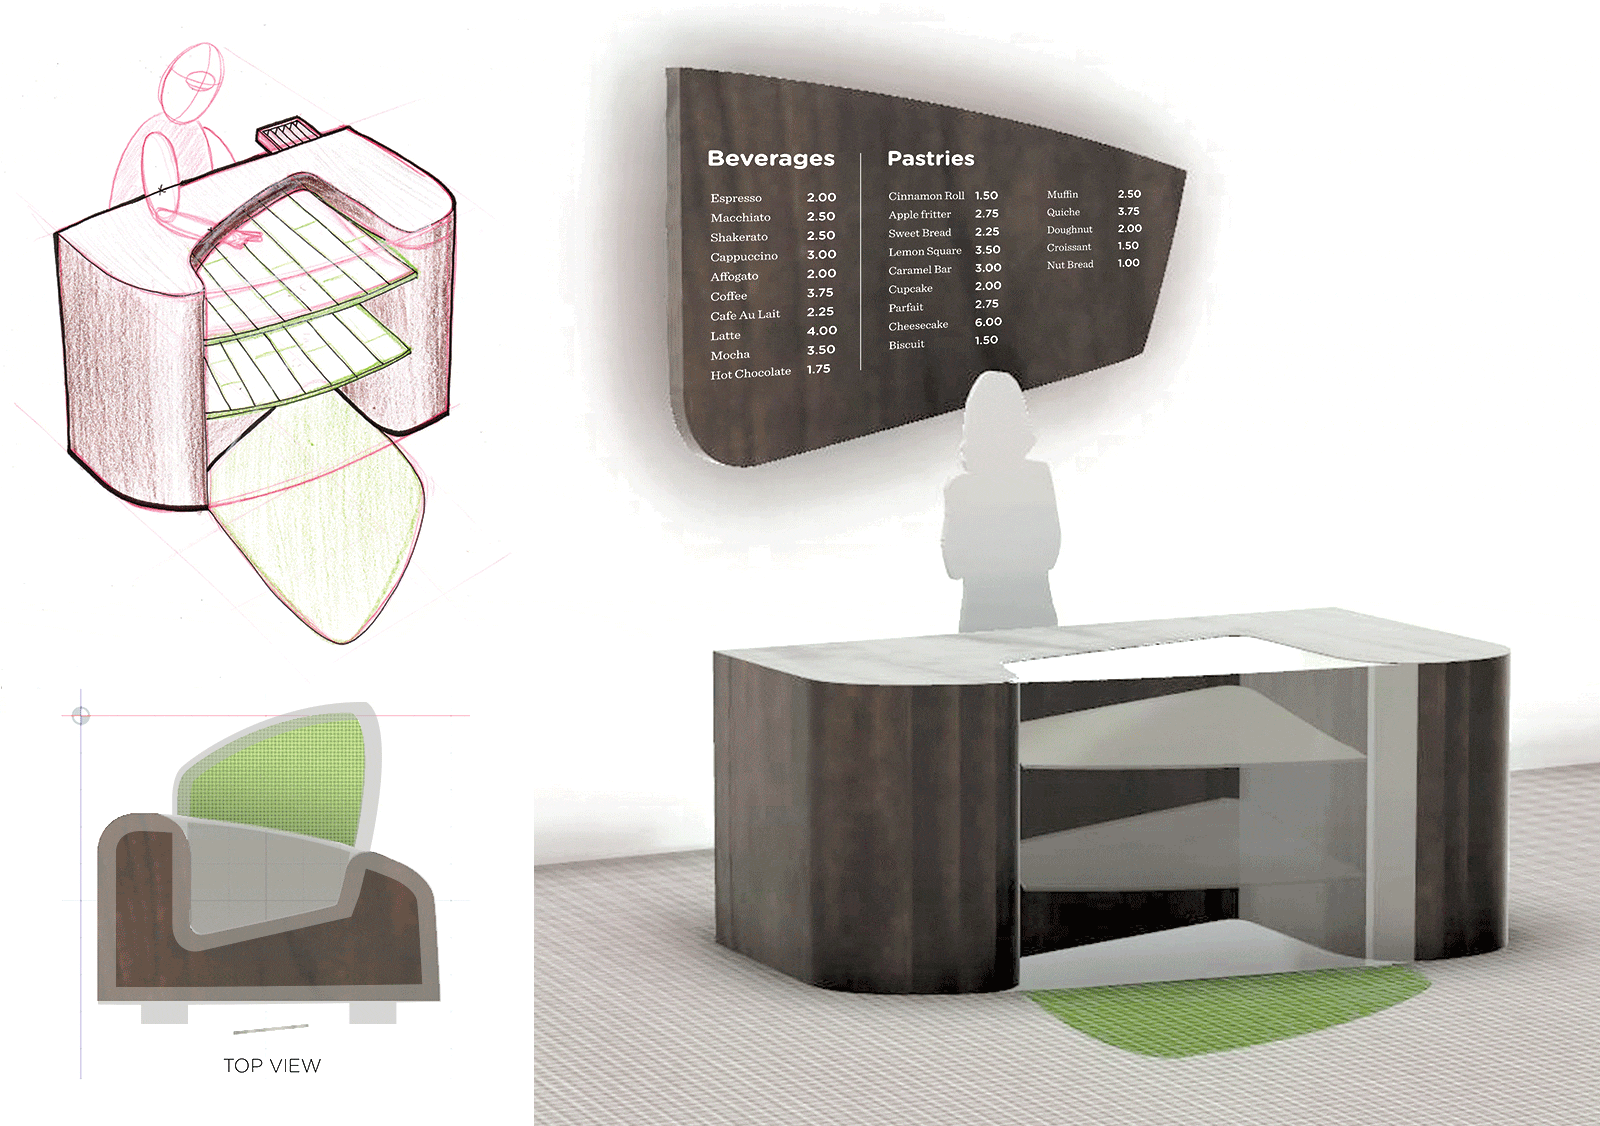 Beverages
Espresso 2.00
Macchiato 2.50
Shakerato 2.50
Cappuccino 3.00
Affogato 2.00
Coffee 3.75
Cafe Au Lait 2.25
Latte 4.00
Mocha 3.50
Hot Chocolate 1.75
Pastries
Cinnamon Roll 1.50
Apple fritter 2.75
Sweet Bread 2.25
Lemon Square 3.50
Caramel Bar 3.00
Cupcake 2.00
Parfait 2.75
Cheesecake 6.00
Biscuit 1.50
Muffin 2.50
Quiche 3.75
Doughnut 2.00
Croissant 1.50
Nut Bread 1.00
TOP VIEW